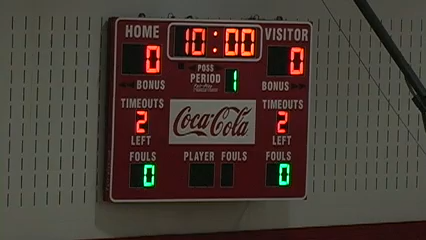 HOME 10:00 VISITOR
0 POSS 0
BONUS PERIOD 1 BONUS
TIMEOUTS TIMEOUTS
2 Coca-Cola 2
LEFT LEFT
FOULS PLAYER FOULS FOULS
0 0